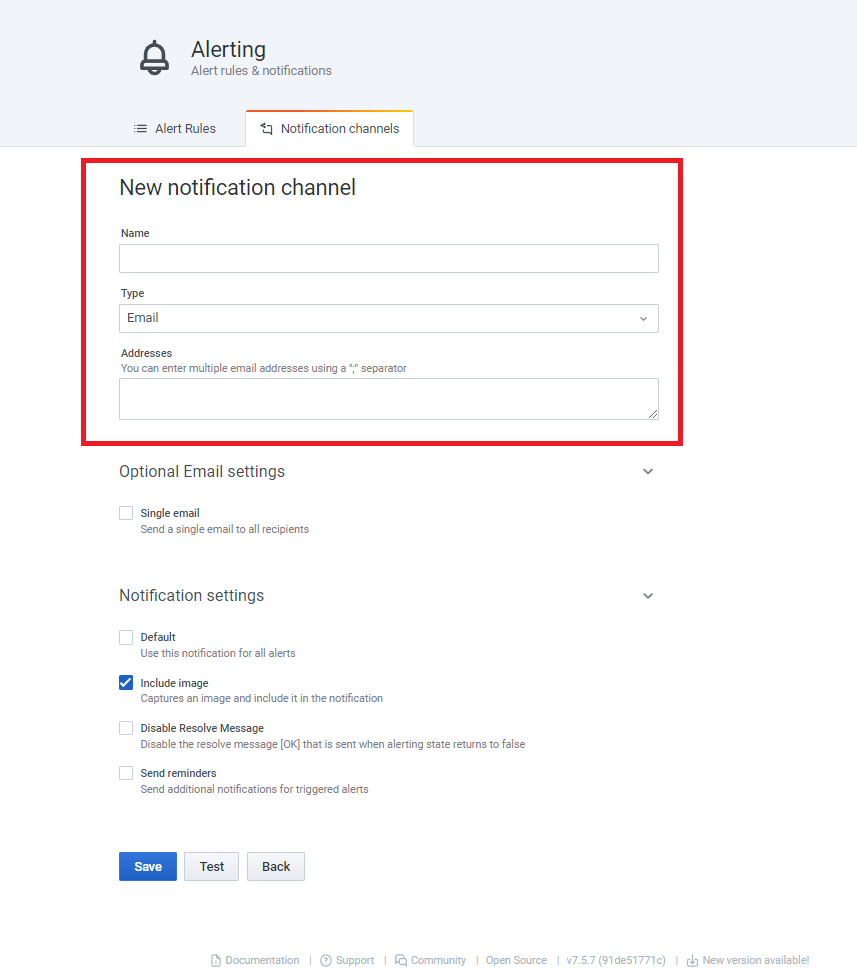 Alerting
Alert rules & notifications
Alert Rules
Notification channels
New notification channel
Name
Type
Email
Addresses
You can enter multiple email addresses using a ";" separator
Optional Email settings
Single email
Send a single email to all recipients
Notification settings
Default
Use this notification for all alerts
Include image
Captures an image and include it in the notification
Disable Resolve Message
Disable the resolve message [OK] that is sent when alerting state returns to false
Send reminders
Send additional notifications for triggered alerts
Save Test Back
Documentation | Support | Community | Open Source | v7.5.7 (91de51771c) | New version available!